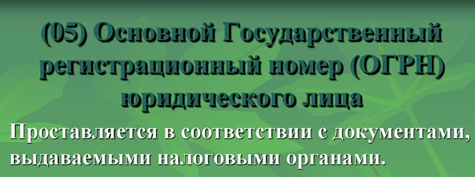 (05) Основной Государственный
регистрационный номер (ОГРН)
юридического лица
Проставляется в соответствии с документами,
выдаваемыми налоговыми органами.